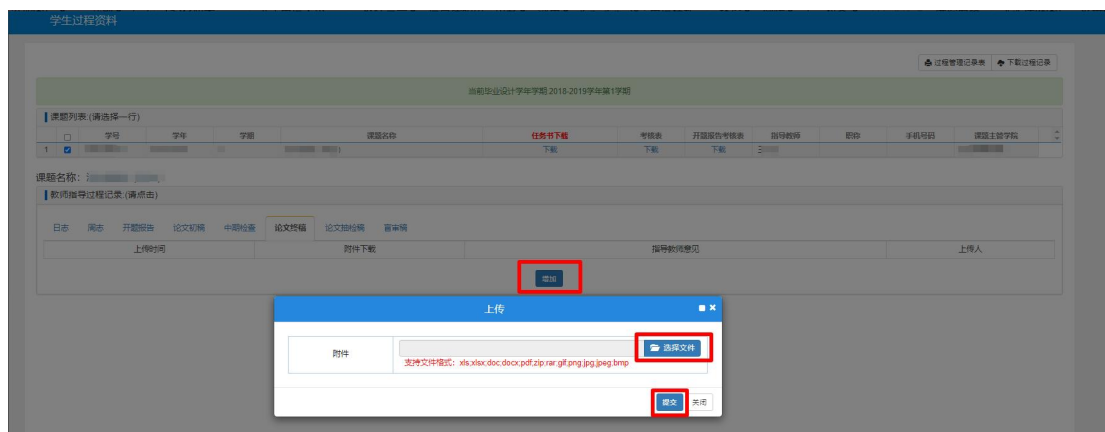 学生过程资料
过程管理记录表 下载过程记录
当前毕业设计学年学期:2018-2019学年第1学期
课题列表:(请选择一行)
学号 学年 学期 课题名称 任务书下载 考核表 开题报告考核表 指导教师 职称 手机号码 课题主管学院
1 下载 下载 下载
课题名称:
教师指导过程记录:(请点击)
日志 周志 开题报告 论文初稿 中期检查 论文终稿 论文抽检稿 盲审稿
上传时间 附件下载 指导教师意见 上传人
增加
上传
附件 选择文件
支持文件格式：xls;xlsx;doc;docx;pdf;zip;rar;gif;png;jpg;jpeg;bmp
提交 关闭